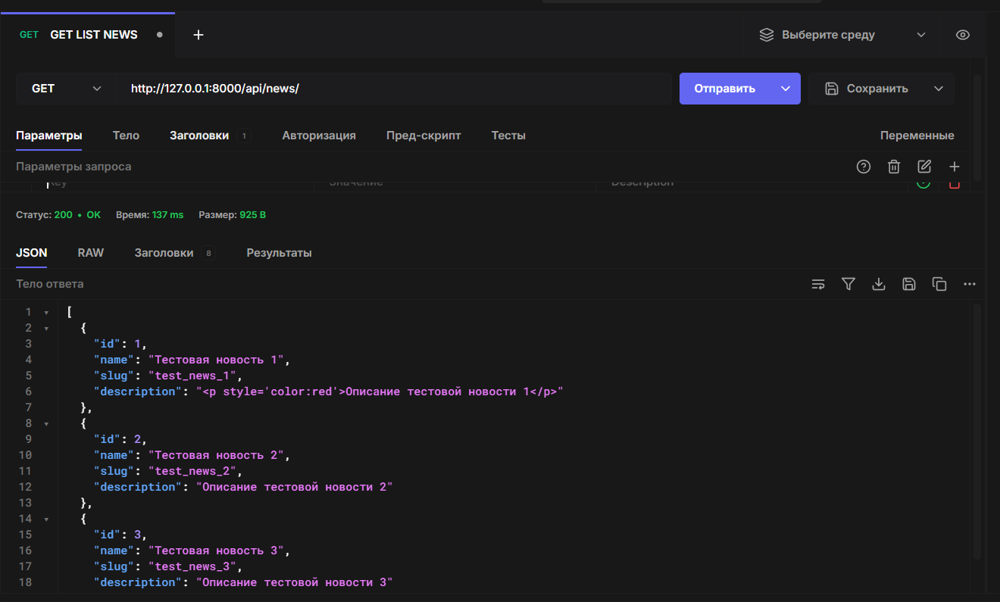 GET GET LIST NEWS Выберите среду
GET http://127.0.0.1:8000/api/news/ Отправить Сохранить
Параметры Тело Заголовки 1 Авторизация Пред-скрипт Тесты Переменные
Параметры запроса
Key Значение Description
Статус: 200 • OK Время: 137 ms Размер: 925 B
JSON RAW Заголовки 8 Результаты
Тело ответа
1 [
2 {
3 "id": 1,
4 "name": "Тестовая новость 1",
5 "slug": "test_news_1",
6 "description": "<p style='color:red'>Описание тестовой новости 1</p>"
7 },
8 {
9 "id": 2,
10 "name": "Тестовая новость 2",
11 "slug": "test_news_2",
12 "description": "Описание тестовой новости 2"
13 },
14 {
15 "id": 3,
16 "name": "Тестовая новость 3",
17 "slug": "test_news_3",
18 "description": "Описание тестовой новости 3"